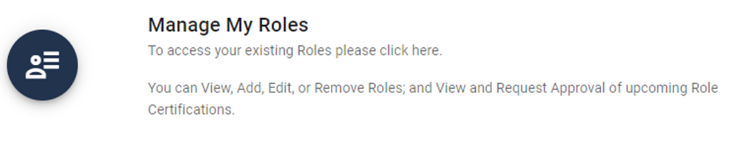 Manage My Roles
To access your existing Roles please click here.
You can View, Add, Edit, or Remove Roles; and View and Request Approval of upcoming Role
Certifications.